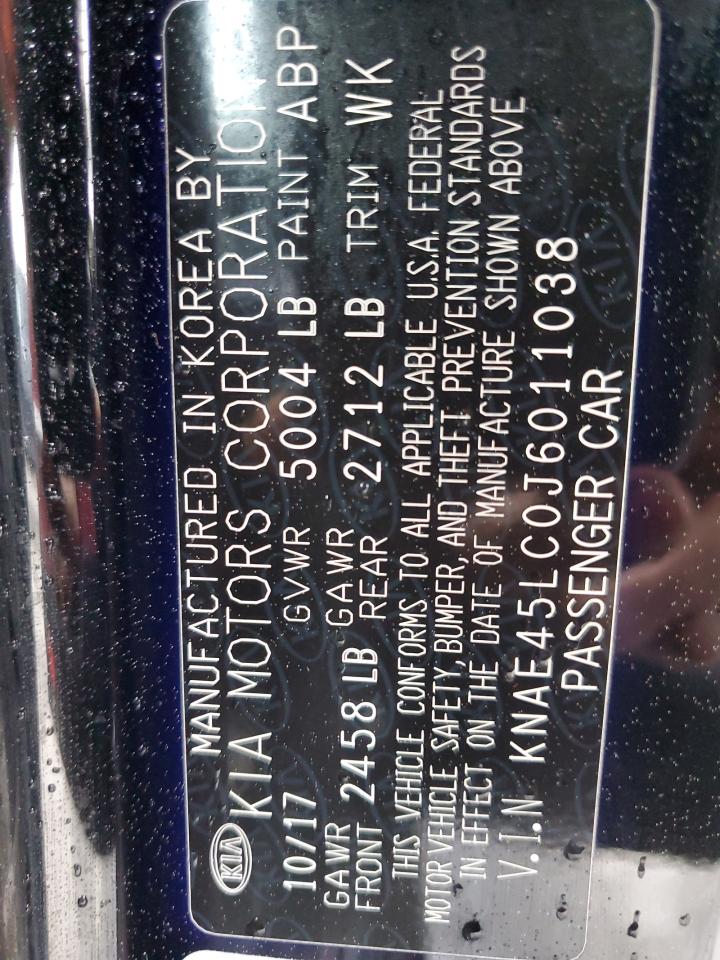 MANUFACTURED IN KOREA BY
KIA KIA MOTORS CORPORATION
10/17 GVWR 5004 LB PAINT ABP
GAWR FRONT 2458 LB GAWR REAR 2712 LB TRIM WK
THIS VEHICLE CONFORMS TO ALL APPLICABLE U.S.A. FEDERAL
MOTOR VEHICLE SAFETY, BUMPER, AND THEFT PREVENTION STANDARDS
IN EFFECT ON THE DATE OF MANUFACTURE SHOWN ABOVE
V.I.N KNAE45LC0J6011038
PASSENGER CAR